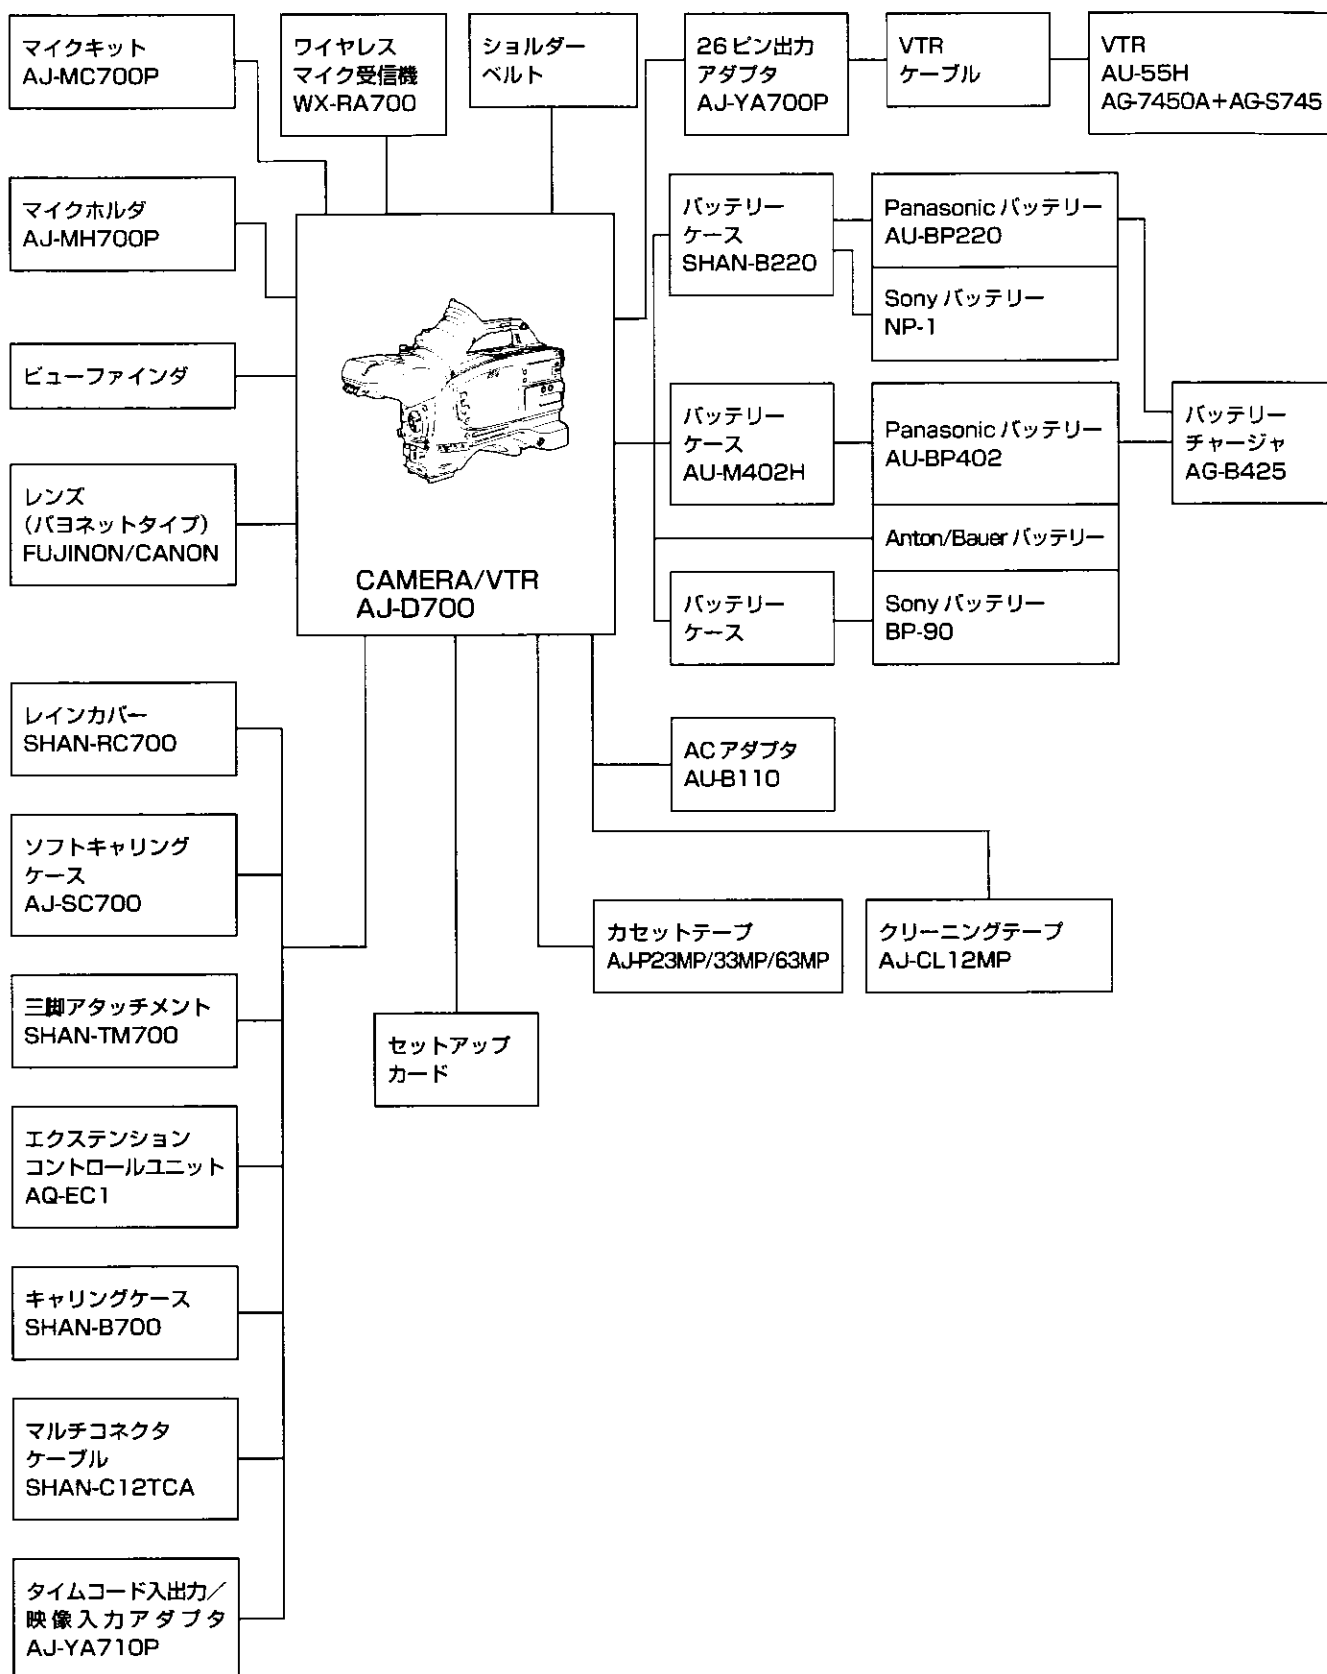 マイクキット
AJ-MC700P
ワイヤレス
マイク受信機
WX-RA700
ショルダー
ベルト
26ピン出力
アダプタ
AJ-YA700P
VTR
ケーブル
VTR
AU-55H
AG-7450A+AG-S745
マイクホルダ
AJ-MH700P
バッテリー
ケース
SHAN-B220
Panasonic バッテリー
AU-BP220
Sony バッテリー
NP-1
ビューファインダ
バッテリー
ケース
AU-M402H
Panasonic バッテリー
AU-BP402
バッテリー
チャージャ
AG-B425
レンズ
(バヨネットタイプ)
FUJINON/CANON
Anton/Bauer バッテリー
CAMERA/VTR
AJ-D700
バッテリー
ケース
Sony バッテリー
BP-90
レインカバー
SHAN-RC700
ACアダプタ
AU-B110
ソフトキャリング
ケース
AJ-SC700
カセットテープ
AJ-P23MP/33MP/63MP
クリーニングテープ
AJ-CL12MP
三脚アタッチメント
SHAN-TM700
セットアップ
カード
エクステンション
コントロールユニット
AQ-EC1
キャリングケース
SHAN-B700
マルチコネクタ
ケーブル
SHAN-C12TCA
タイムコード入出力/
映像入力アダプタ
AJ-YA710P